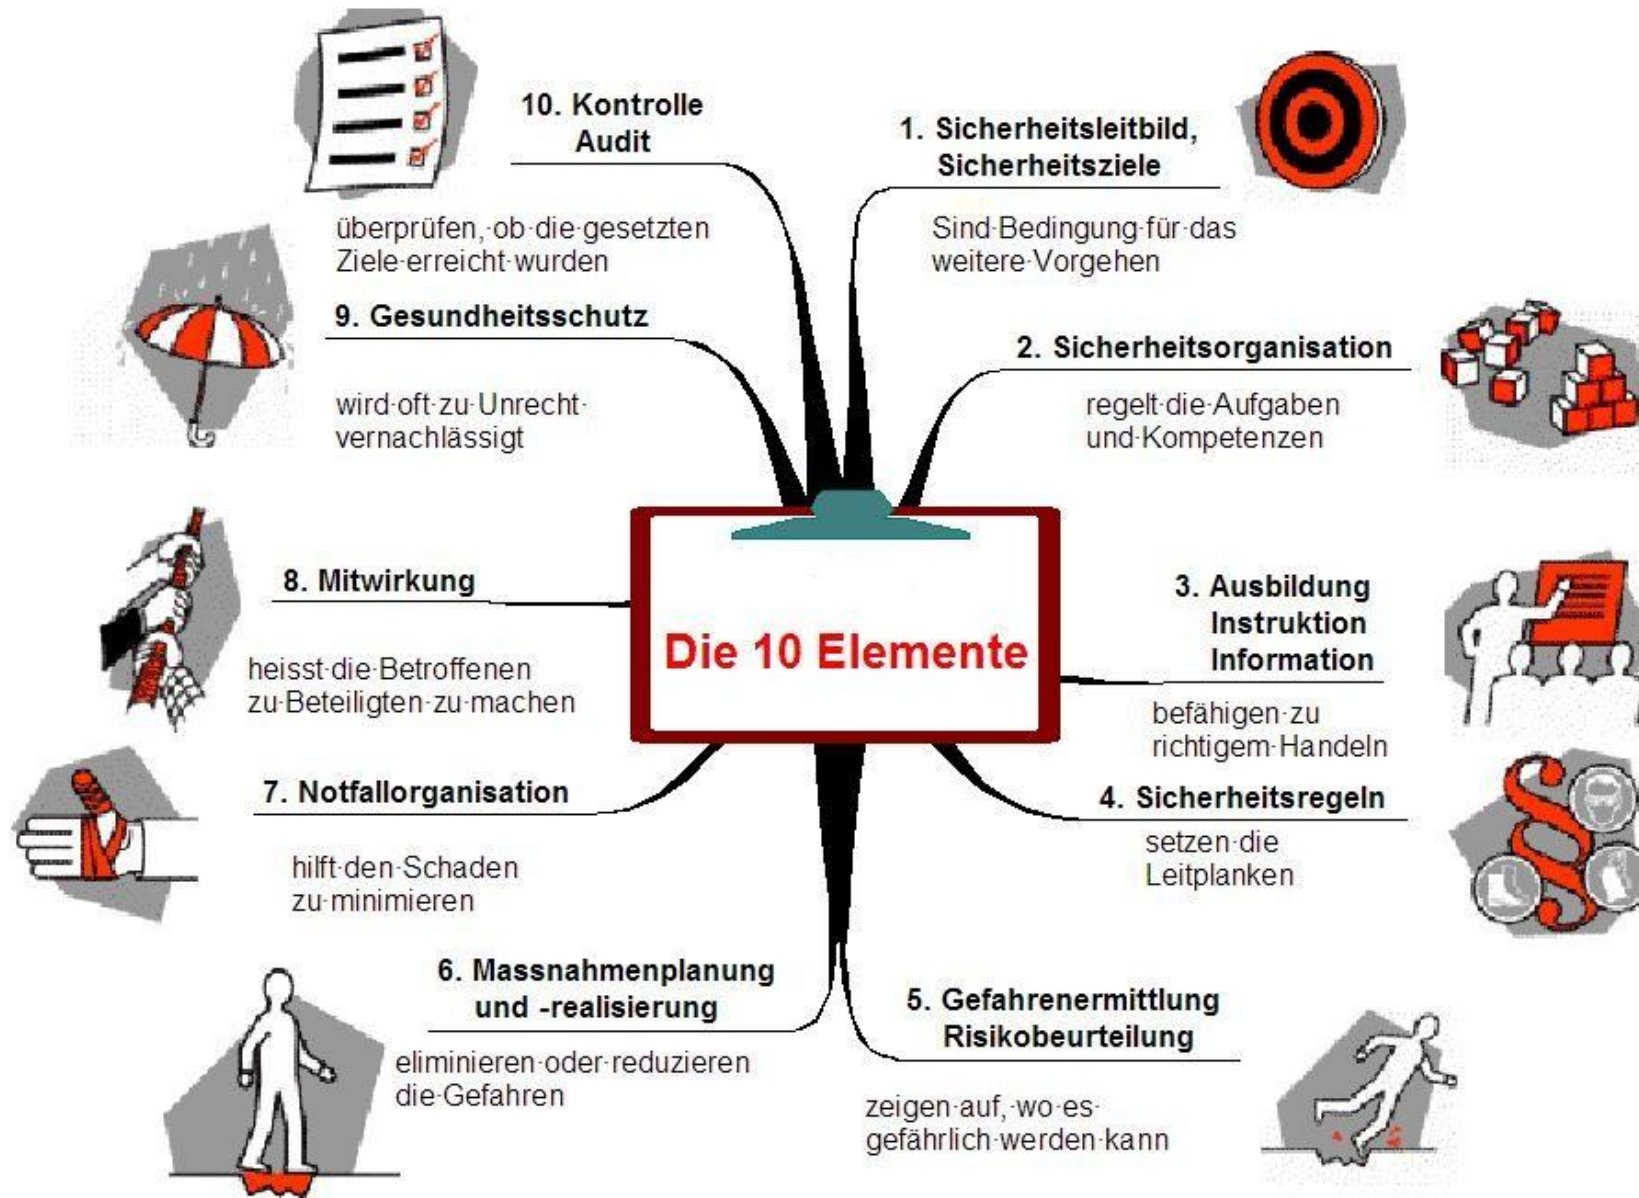 Die 10 Elemente
1. Sicherheitsleitbild,
Sicherheitsziele
Sind Bedingung für das
weitere Vorgehen
2. Sicherheitsorganisation
regelt die Aufgaben
und Kompetenzen
3. Ausbildung
Instruktion
Information
befähigen zu
richtigem Handeln
4. Sicherheitsregeln
setzen die
Leitplanken
5. Gefahrenermittlung
Risikobeurteilung
zeigen auf, wo es
gefährlich werden kann
6. Massnahmenplanung
und -realisierung
eliminieren oder reduzieren
die Gefahren
7. Notfallorganisation
hilft den Schaden
zu minimieren
8. Mitwirkung
heisst die Betroffenen
zu Beteiligten zu machen
9. Gesundheitsschutz
wird oft zu Unrecht
vernachlässigt
10. Kontrolle
Audit
überprüfen, ob die gesetzten
Ziele erreicht wurden